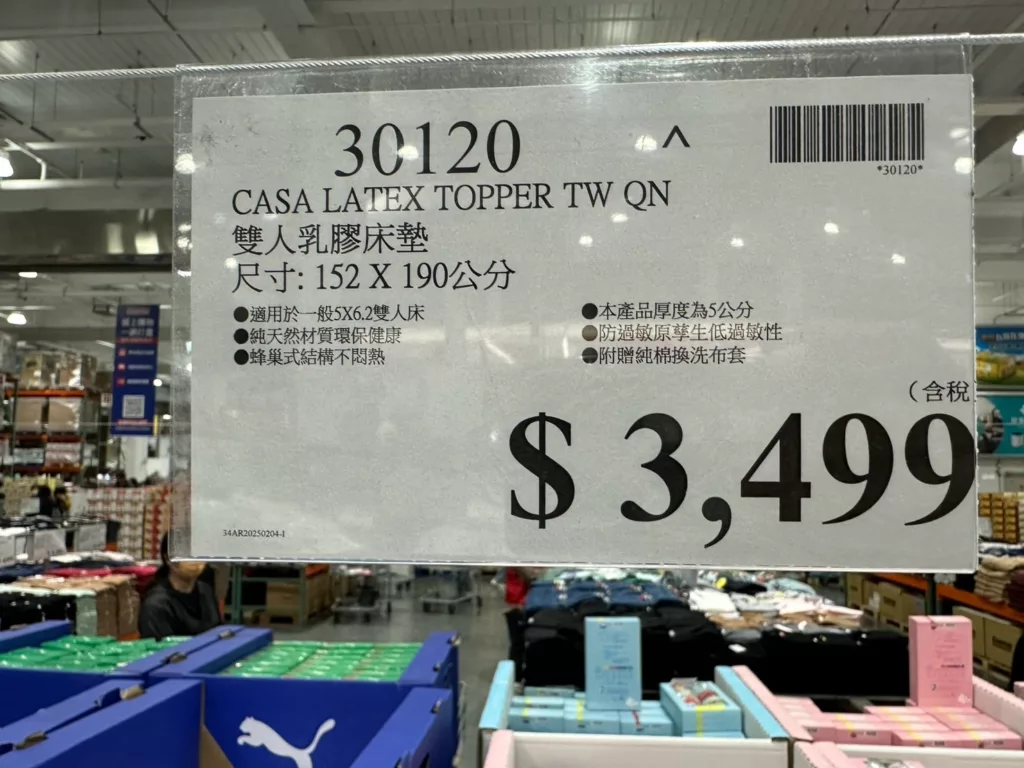 30120 ^
*30120*
CASA LATEX TOPPER TW QN
雙人乳膠床墊
尺寸: 152 X 190公分
●適用於一般5X6.2雙人床
●純天然材質環保健康
●蜂巢式結構不悶熱
●本產品厚度為5公分
●防過敏原孳生低過敏性
●附贈純棉換洗布套
(含稅
$ 3,499
34AR20250204-1